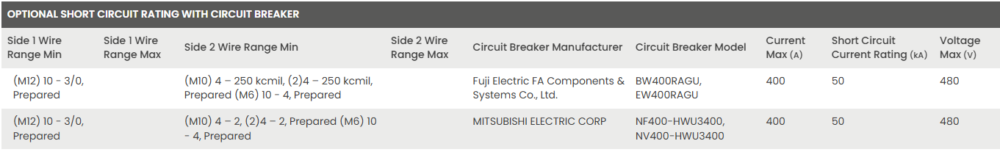 OPTIONAL SHORT CIRCUIT RATING WITH CIRCUIT BREAKER
Side 1 Wire Range Min
Side 1 Wire Range Max
Side 2 Wire Range Min
Side 2 Wire Range Max
Circuit Breaker Manufacturer
Circuit Breaker Model
Current Max (A)
Short Circuit Current Rating (kA)
Voltage Max (V)
(M12) 10 - 3/0,
Prepared
(M10) 4 – 250 kcmil, (2)4 – 250 kcmil,
Prepared (M6) 10 - 4, Prepared
Fuji Electric FA Components &
Systems Co., Ltd.
BW400RAGU,
EW400RAGU
400
50
480
(M12) 10 - 3/0,
Prepared
(M10) 4 – 2, (2)4 – 2, Prepared (M6) 10
- 4, Prepared
MITSUBISHI ELECTRIC CORP
NF400-HWU3400,
NV400-HWU3400
400
50
480